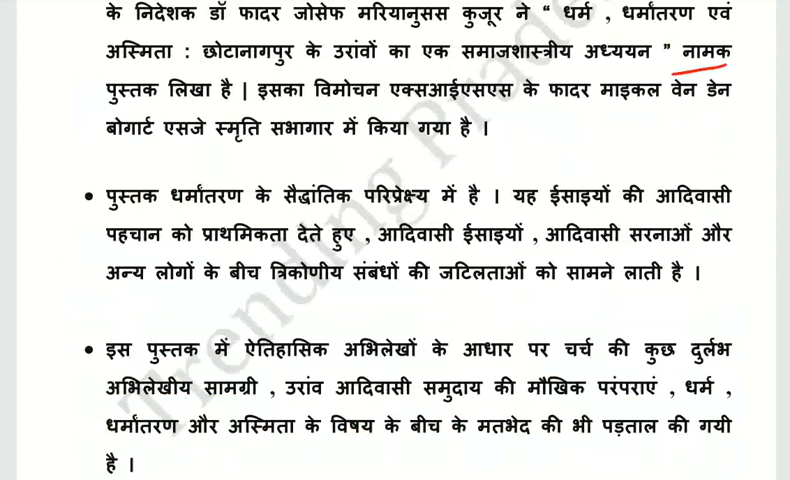 के निदेशक डॉ फादर जोसेफ मरियानुसस कुजूर ने “ धर्म , धर्मांतरण एवं
अस्मिता : छोटानागपुर के उरांवों का एक समाजशास्त्रीय अध्ययन ” नामक
पुस्तक लिखा है | इसका विमोचन एक्सआईएसएस के फादर माइकल वेन डेन
बोगार्ट एसजे स्मृति सभागार में किया गया है ।
• पुस्तक धर्मांतरण के सैद्धांतिक परिप्रेक्ष्य में है । यह ईसाइयों की आदिवासी
पहचान को प्राथमिकता देते हुए , आदिवासी ईसाइयों , आदिवासी सरनाओं और
अन्य लोगों के बीच त्रिकोणीय संबंधों की जटिलताओं को सामने लाती है ।
• इस पुस्तक में ऐतिहासिक अभिलेखों के आधार पर चर्च की कुछ दुर्लभ
अभिलेखीय सामग्री , उरांव आदिवासी समुदाय की मौखिक परंपराएं , धर्म ,
धर्मांतरण और अस्मिता के विषय के बीच के मतभेद की भी पड़ताल की गयी
है ।
Trending Prade